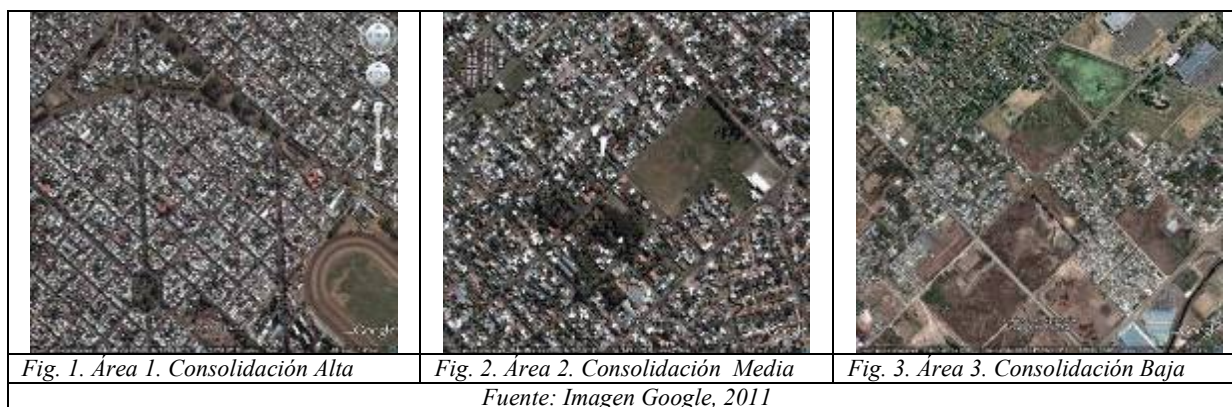 Fig. 1. Área 1. Consolidación Alta
Fig. 2. Área 2. Consolidación Media
Fig. 3. Área 3. Consolidación Baja
Fuente: Imagen Google, 2011